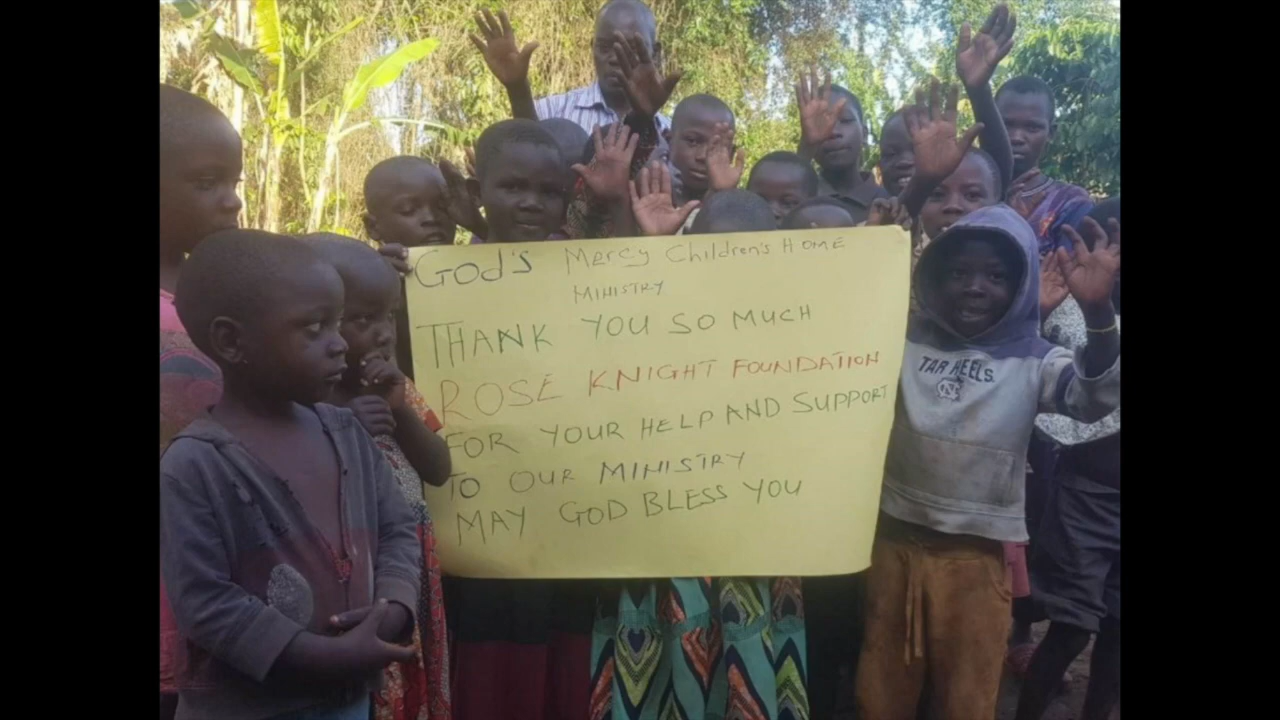 GOd'S Mercy Children's HOME
MINISTRY
THANK YOU SO MUCH
ROSE KNIGHT FOUNDATION
FOR YOUR HELP AND SUPPORT
TO OUR MINISTRY
MAY GOD BLESS YOU
TAR HEELS